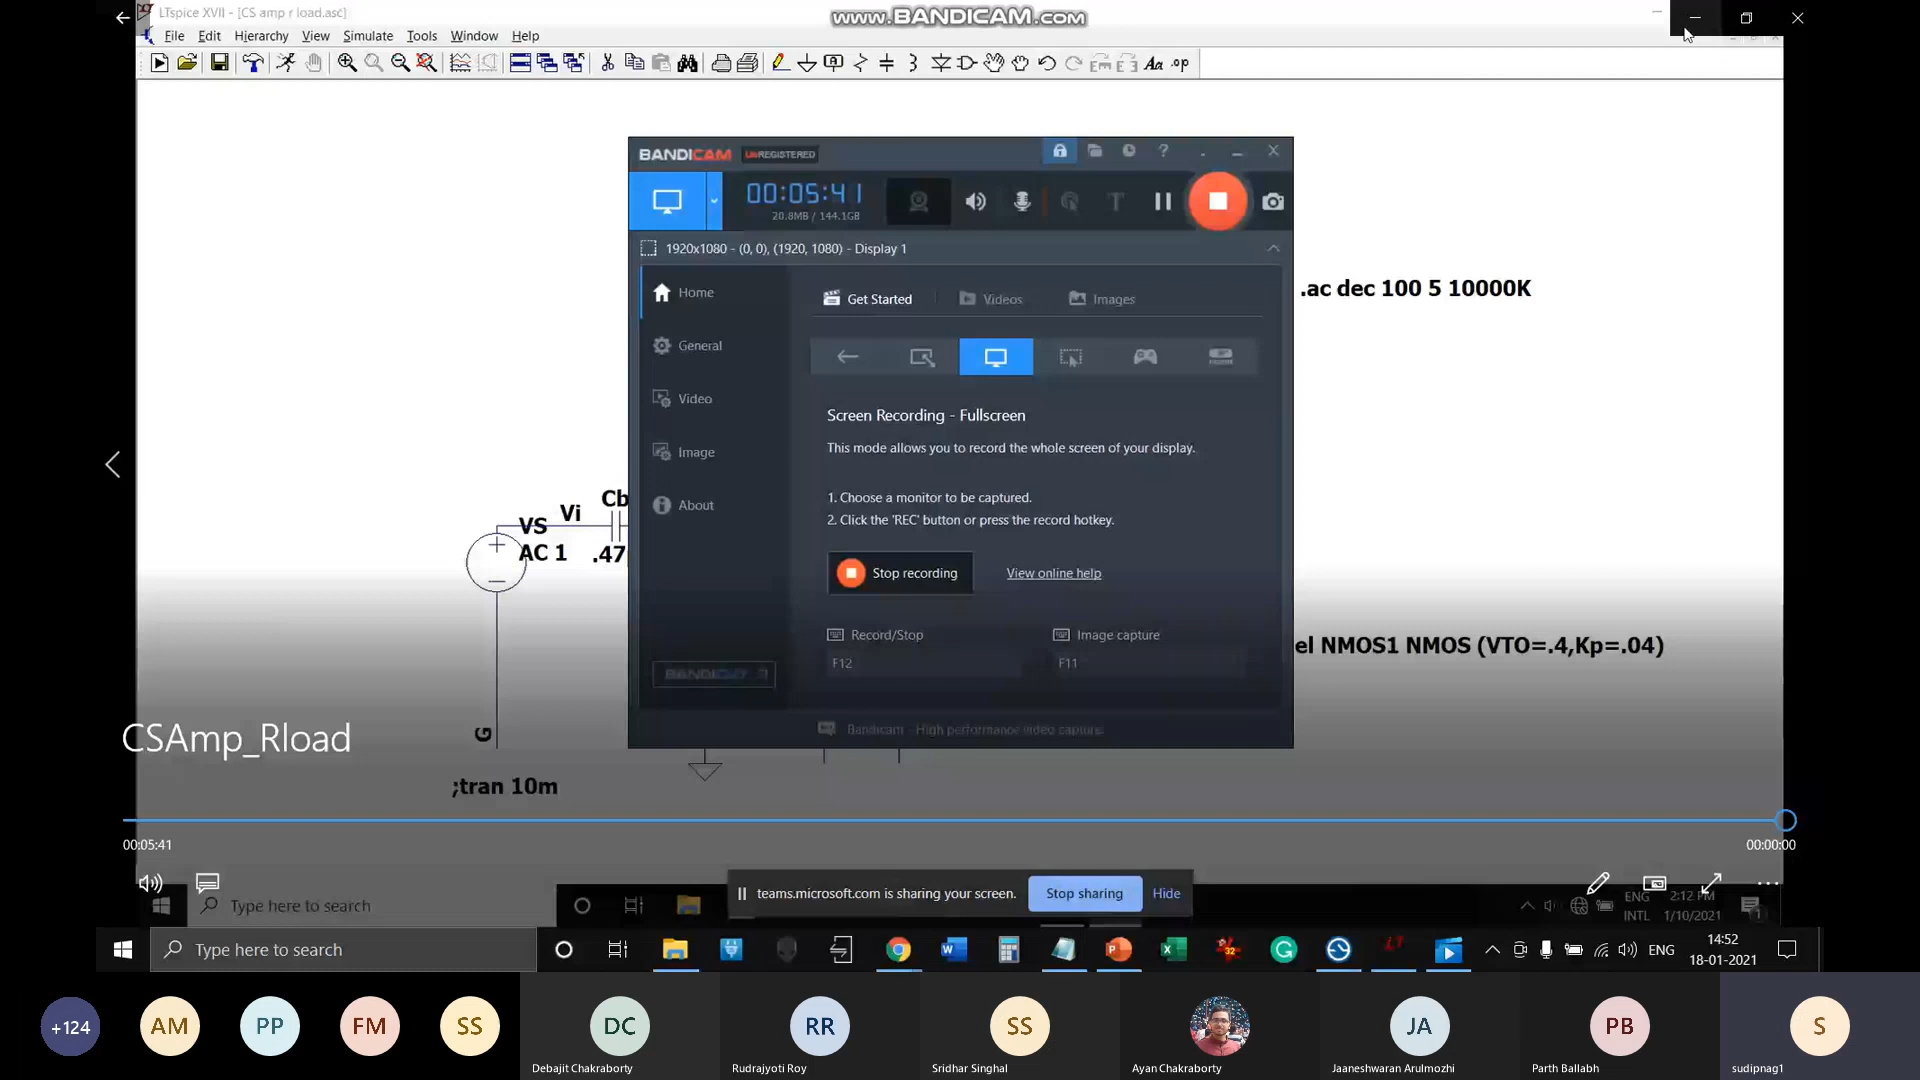 LTspice XVII - [CS amp r load.asc]
www.BANDICAM.com
File Edit Hierarchy View Simulate Tools Window Help
Aa .op
BANDICAM UNREGISTERED
00:05:41
20.8MB / 144.1GB
1920x1080 - (0, 0), (1920, 1080) - Display 1
Home
General
Video
Image
About
Get Started Videos Images
Screen Recording - Fullscreen
This mode allows you to record the whole screen of your display.
1. Choose a monitor to be captured.
2. Click the 'REC' button or press the record hotkey.
Stop recording View online help
Record/Stop Image capture
F12 F11
Bandicam - High performance video capture
.ac dec 100 5 10000K
Vi Cb
VS
AC 1 .47
el NMOS1 NMOS (VTO=.4,Kp=.04)
G
CSAmp_Rload
;tran 10m
00:05:41 00:00:00
teams.microsoft.com is sharing your screen. Stop sharing Hide
Type here to search
ENG
INTL
2:12 PM
1/10/2021
Type here to search
ENG
14:52
18-01-2021
+124 AM PP FM SS DC RR SS JA PB S
Debajit Chakraborty Rudrajyoti Roy Sridhar Singhal Ayan Chakraborty Jaaneshwaran Arulmozhi Parth Ballabh sudipnag1